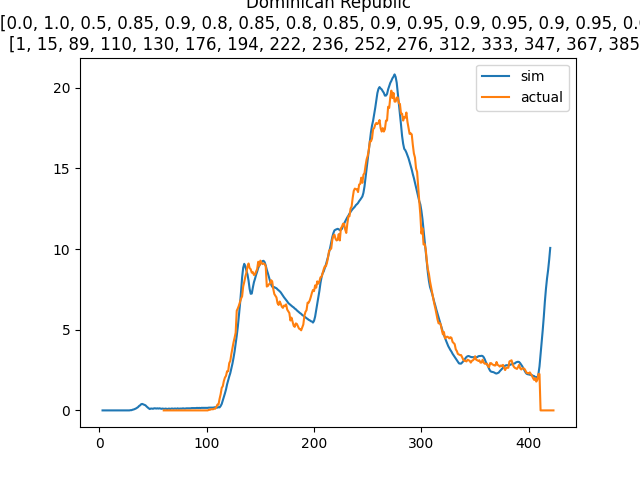 Dominican Republic
[0.0, 1.0, 0.5, 0.85, 0.9, 0.8, 0.85, 0.8, 0.85, 0.9, 0.95, 0.9, 0.95, 0.9, 0.95, 0.
[1, 15, 89, 110, 130, 176, 194, 222, 236, 252, 276, 312, 333, 347, 367, 385
sim
actual
20
15
10
5
0
0 100 200 300 400